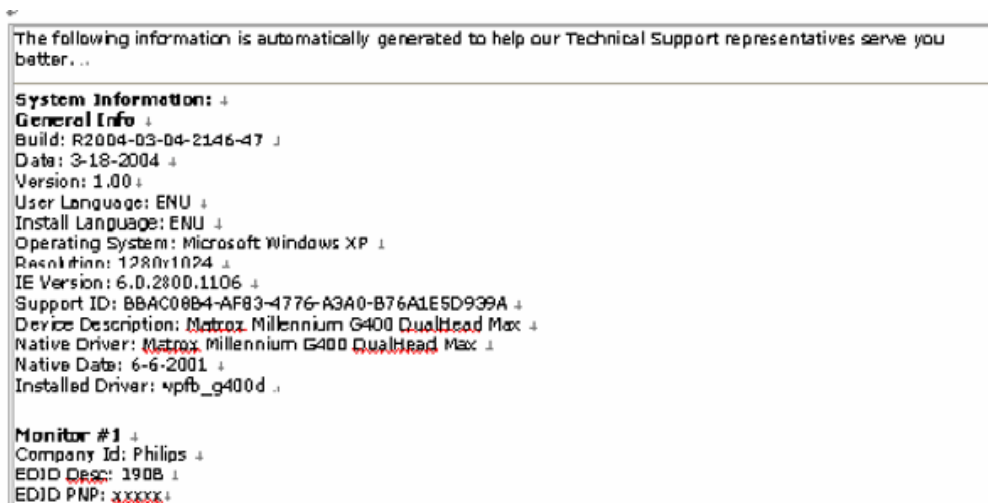 The following information is automatically generated to help our Technical Support representatives serve you
better...
System Information:
General Info
Build: R2004-03-04-2146-47
Date: 3-18-2004
Version: 1.00
User Language: ENU
Install Language: ENU
Operating System: Microsoft Windows XP
Resolution: 1280x1024
IE Version: 6.0.2800.1106
Support ID: BBAC08B4-AF83-4776-A3A0-B76A1E5D939A
Device Description: Matrox Millennium G400 DualHead Max
Native Driver: Matrox Millennium G400 DualHead Max
Native Date: 6-6-2001
Installed Driver: vpfb_g400d
Monitor #1
Company Id: Philips
EDID Desc: 190B
EDID PNP: xxxxx